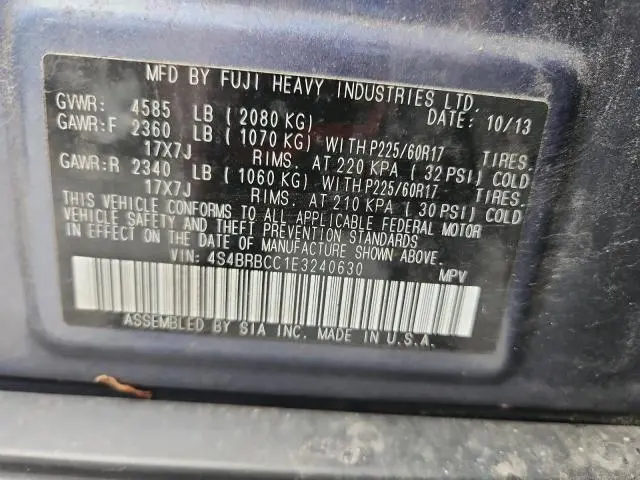 MFD BY FUJI HEAVY INDUSTRIES LTD.
GVWR: 4585 LB (2080 KG) DATE: 10/13
GAWR:F 2360 LB (1070 KG) WITH P225/60R17 TIRES.
17X7J RIMS. AT 220 KPA (32 PSI) COLD
GAWR:R 2340 LB (1060 KG) WITH P225/60R17 TIRES.
17X7J RIMS. AT 210 KPA (30 PSI) COLD
THIS VEHICLE CONFORMS TO ALL APPLICABLE FEDERAL MOTOR
VEHICLE SAFETY AND THEFT PREVENTION STANDARDS
IN EFFECT ON THE DATE OF MANUFACTURE SHOWN ABOVE.
VIN: 4S4BRBCC1E3240630 MPV
ASSEMBLED BY SIA INC. MADE IN U.S.A.